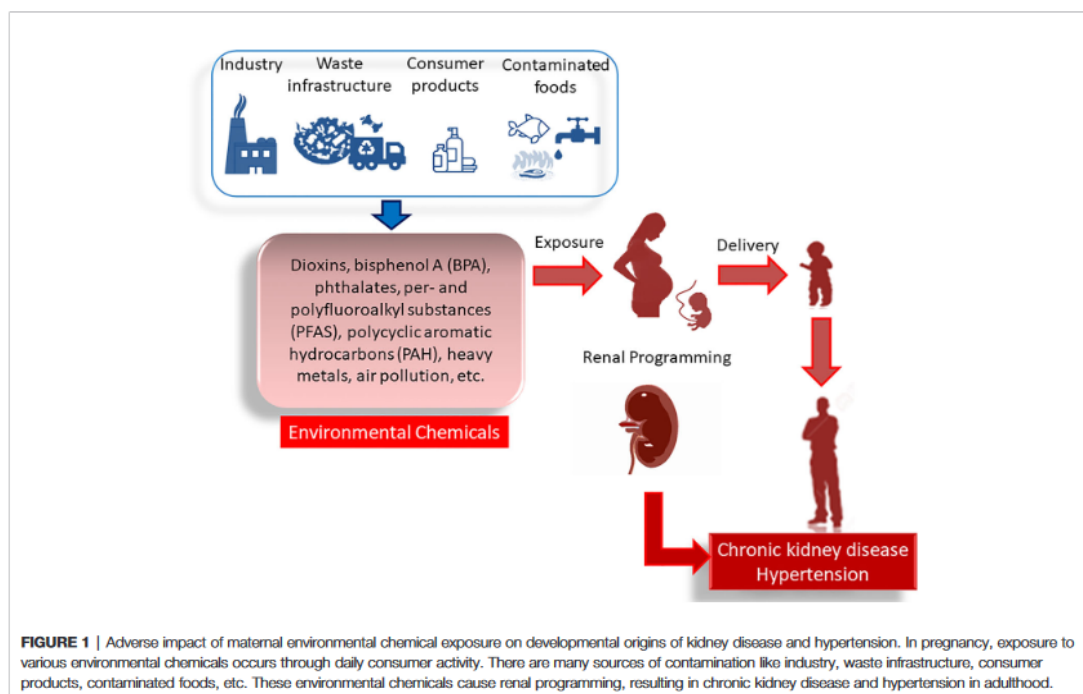 Industry
Waste
infrastructure
Consumer
products
Contaminated
foods
Dioxins, bisphenol A (BPA),
phthalates, per- and
polyfluoroalkyl substances
(PFAS), polycyclic aromatic
hydrocarbons (PAH), heavy
metals, air pollution, etc.
Environmental Chemicals
Exposure
Delivery
Renal Programming
Chronic kidney disease
Hypertension
FIGURE 1 | Adverse impact of maternal environmental chemical exposure on developmental origins of kidney disease and hypertension. In pregnancy, exposure to
various environmental chemicals occurs through daily consumer activity. There are many sources of contamination like industry, waste infrastructure, consumer
products, contaminated foods, etc. These environmental chemicals cause renal programming, resulting in chronic kidney disease and hypertension in adulthood.